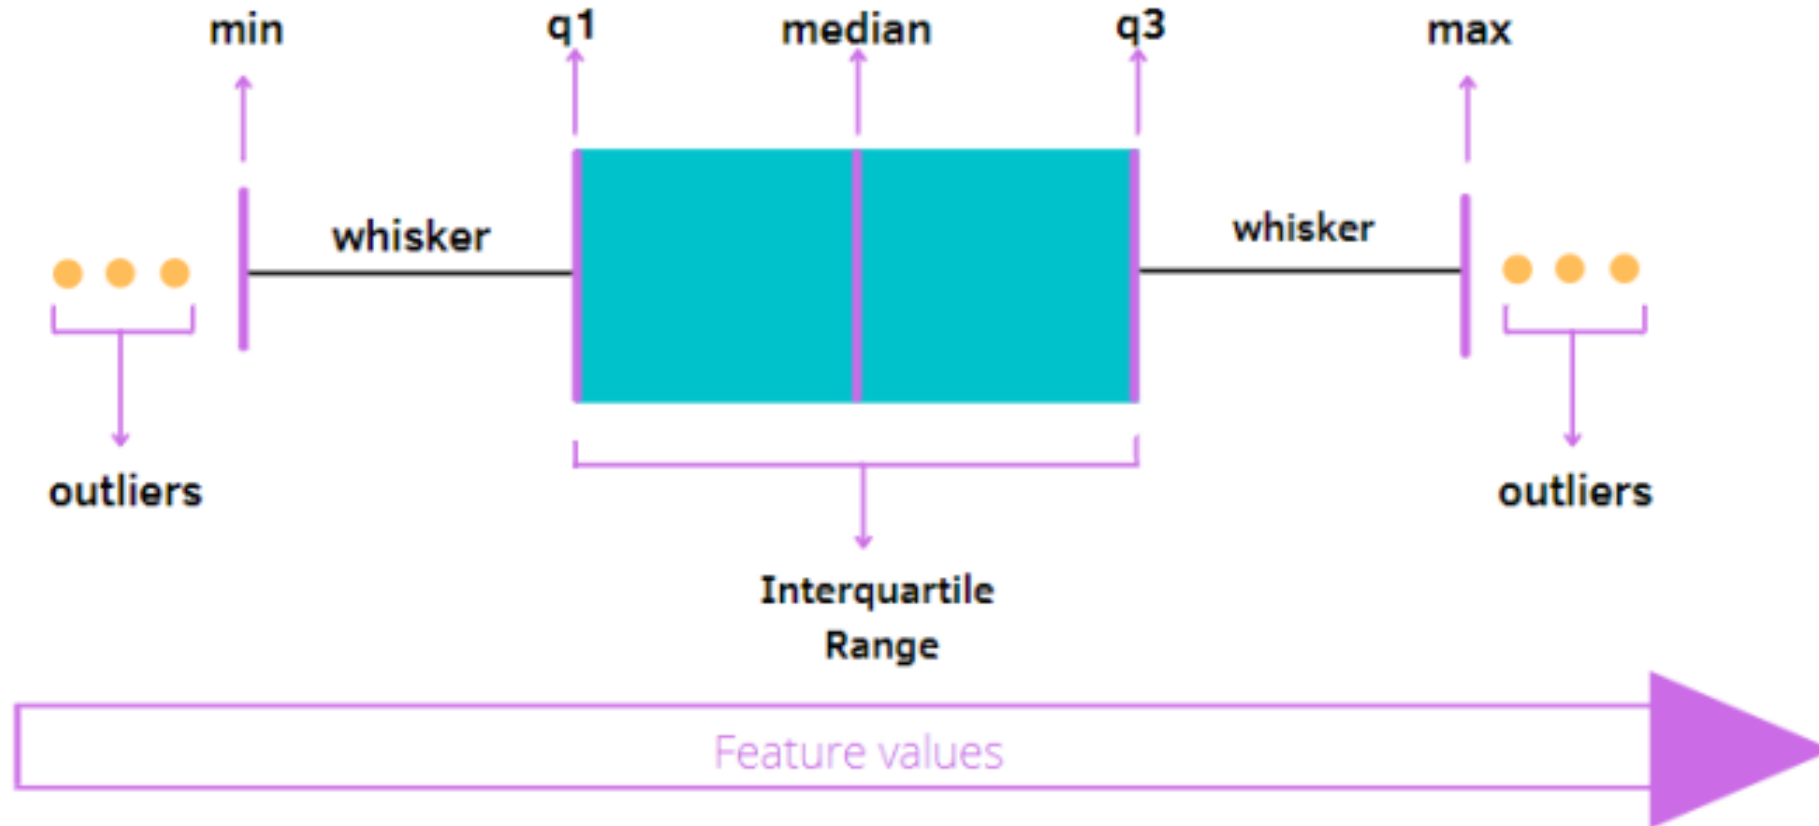 min
q1
median
q3
max
whisker
whisker
outliers
outliers
Interquartile
Range
Feature values